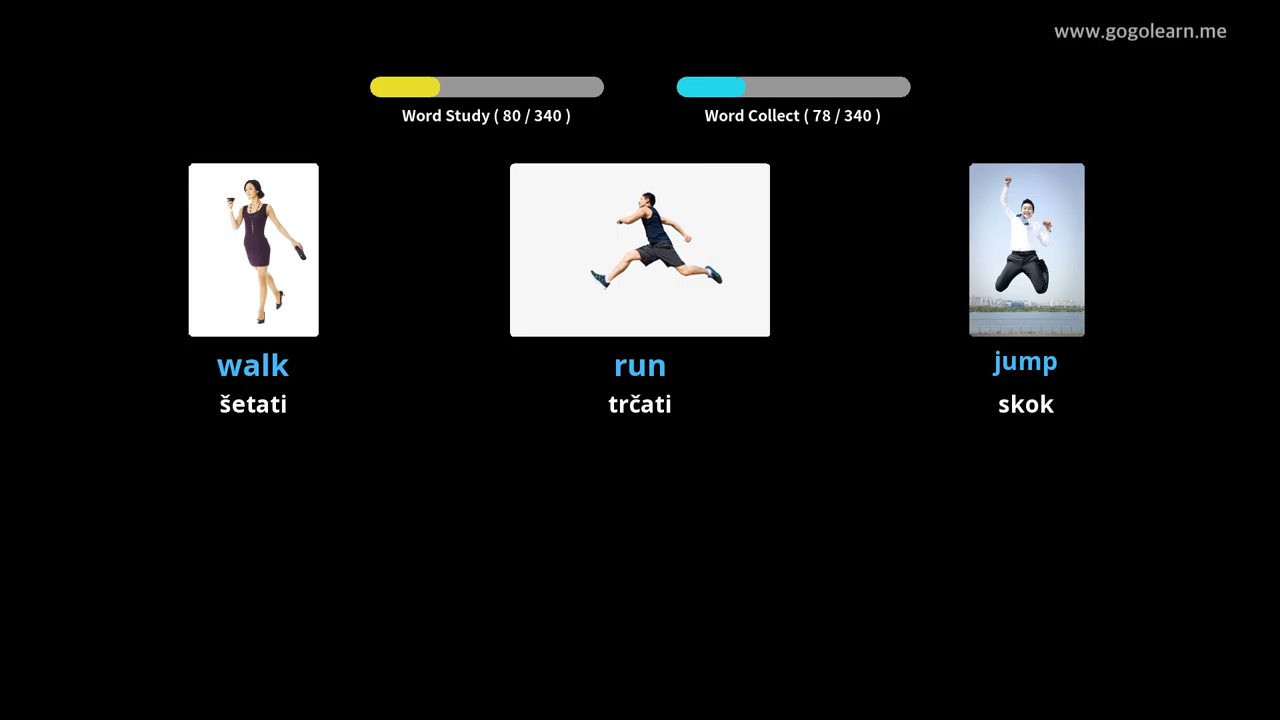 www.gogolearn.me
Word Study ( 80 / 340 )
Word Collect ( 78 / 340 )
walk
run
jump
šetati
trčati
skok